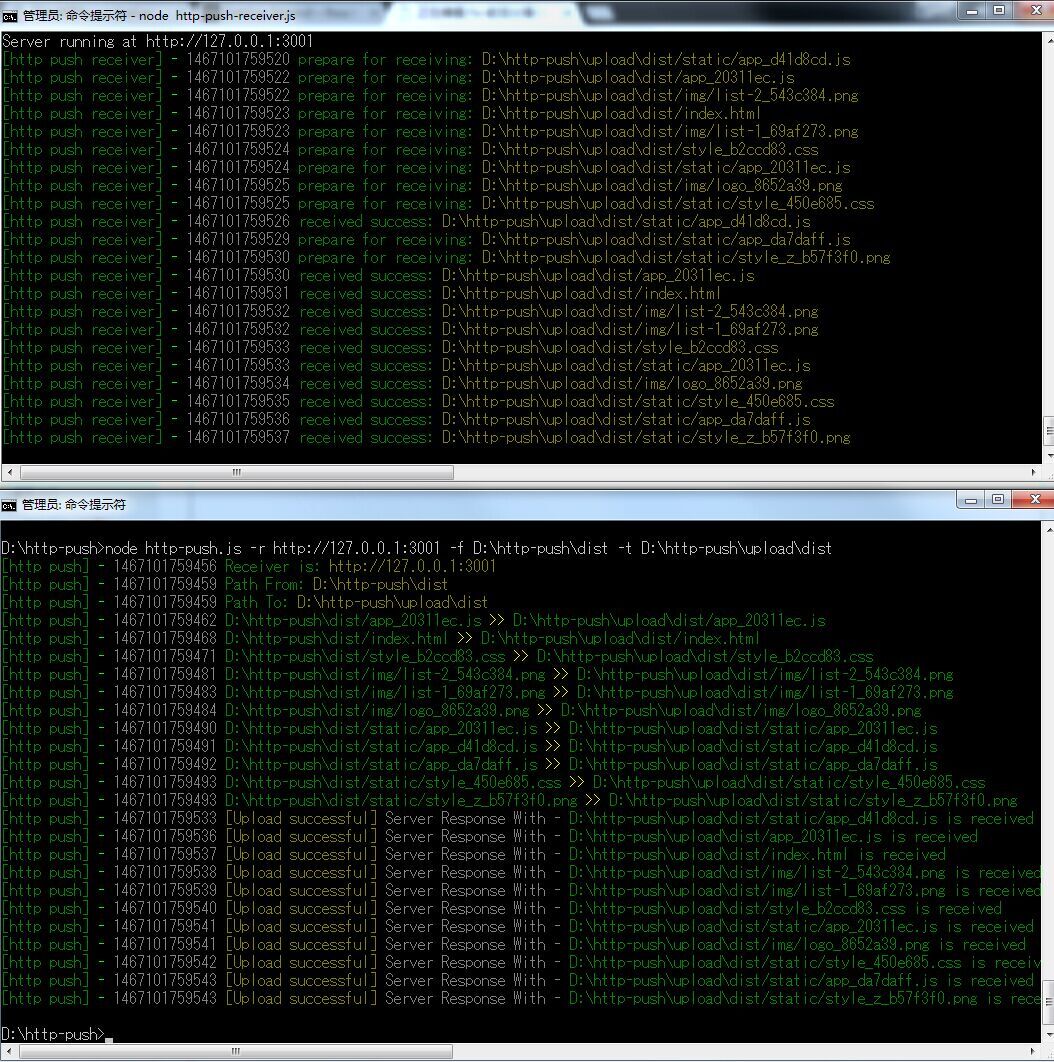 管理员: 命令提示符 - node  http-push-receiver.js
Server running at http://127.0.0.1:3001
[http push receiver] - 1467101759520 prepare for receiving: D:\http-push\upload\dist/static/app_d41d8cd.js
[http push receiver] - 1467101759522 prepare for receiving: D:\http-push\upload\dist/app_20311ec.js
[http push receiver] - 1467101759522 prepare for receiving: D:\http-push\upload\dist/img/list-2_543c384.png
[http push receiver] - 1467101759523 prepare for receiving: D:\http-push\upload\dist/index.html
[http push receiver] - 1467101759523 prepare for receiving: D:\http-push\upload\dist/img/list-1_69af273.png
[http push receiver] - 1467101759524 prepare for receiving: D:\http-push\upload\dist/style_b2ccd83.css
[http push receiver] - 1467101759524 prepare for receiving: D:\http-push\upload\dist/static/app_20311ec.js
[http push receiver] - 1467101759525 prepare for receiving: D:\http-push\upload\dist/img/logo_8652a39.png
[http push receiver] - 1467101759525 prepare for receiving: D:\http-push\upload\dist/static/style_450e685.css
[http push receiver] - 1467101759526 received success: D:\http-push\upload\dist/static/app_d41d8cd.js
[http push receiver] - 1467101759529 prepare for receiving: D:\http-push\upload\dist/static/app_da7daff.js
[http push receiver] - 1467101759530 prepare for receiving: D:\http-push\upload\dist/static/style_z_b57f3f0.png
[http push receiver] - 1467101759530 received success: D:\http-push\upload\dist/app_20311ec.js
[http push receiver] - 1467101759531 received success: D:\http-push\upload\dist/index.html
[http push receiver] - 1467101759532 received success: D:\http-push\upload\dist/img/list-2_543c384.png
[http push receiver] - 1467101759532 received success: D:\http-push\upload\dist/img/list-1_69af273.png
[http push receiver] - 1467101759533 received success: D:\http-push\upload\dist/style_b2ccd83.css
[http push receiver] - 1467101759533 received success: D:\http-push\upload\dist/static/app_20311ec.js
[http push receiver] - 1467101759534 received success: D:\http-push\upload\dist/img/logo_8652a39.png
[http push receiver] - 1467101759535 received success: D:\http-push\upload\dist/static/style_450e685.css
[http push receiver] - 1467101759536 received success: D:\http-push\upload\dist/static/app_da7daff.js
[http push receiver] - 1467101759537 received success: D:\http-push\upload\dist/static/style_z_b57f3f0.png
管理员: 命令提示符
D:\http-push>node http-push.js -r http://127.0.0.1:3001 -f D:\http-push\dist -t D:\http-push\upload\dist
[http push] - 1467101759456 Receiver is: http://127.0.0.1:3001
[http push] - 1467101759459 Path From: D:\http-push\dist
[http push] - 1467101759459 Path To: D:\http-push\upload\dist
[http push] - 1467101759462 D:\http-push\dist/app_20311ec.js >> D:\http-push\upload\dist/app_20311ec.js
[http push] - 1467101759468 D:\http-push\dist/index.html >> D:\http-push\upload\dist/index.html
[http push] - 1467101759471 D:\http-push\dist/style_b2ccd83.css >> D:\http-push\upload\dist/style_b2ccd83.css
[http push] - 1467101759481 D:\http-push\dist/img/list-2_543c384.png >> D:\http-push\upload\dist/img/list-2_543c384.png
[http push] - 1467101759483 D:\http-push\dist/img/list-1_69af273.png >> D:\http-push\upload\dist/img/list-1_69af273.png
[http push] - 1467101759484 D:\http-push\dist/img/logo_8652a39.png >> D:\http-push\upload\dist/img/logo_8652a39.png
[http push] - 1467101759490 D:\http-push\dist/static/app_20311ec.js >> D:\http-push\upload\dist/static/app_20311ec.js
[http push] - 1467101759491 D:\http-push\dist/static/app_d41d8cd.js >> D:\http-push\upload\dist/static/app_d41d8cd.js
[http push] - 1467101759492 D:\http-push\dist/static/app_da7daff.js >> D:\http-push\upload\dist/static/app_da7daff.js
[http push] - 1467101759493 D:\http-push\dist/static/style_450e685.css >> D:\http-push\upload\dist/static/style_450e685.css
[http push] - 1467101759493 D:\http-push\dist/static/style_z_b57f3f0.png >> D:\http-push\upload\dist/static/style_z_b57f3f0.png
[http push] - 1467101759533 [Upload successful] Server Response With - D:\http-push\upload\dist/static/app_d41d8cd.js is received
[http push] - 1467101759536 [Upload successful] Server Response With - D:\http-push\upload\dist/app_20311ec.js is received
[http push] - 1467101759537 [Upload successful] Server Response With - D:\http-push\upload\dist/index.html is received
[http push] - 1467101759538 [Upload successful] Server Response With - D:\http-push\upload\dist/img/list-2_543c384.png is received
[http push] - 1467101759539 [Upload successful] Server Response With - D:\http-push\upload\dist/img/list-1_69af273.png is received
[http push] - 1467101759540 [Upload successful] Server Response With - D:\http-push\upload\dist/style_b2ccd83.css is received
[http push] - 1467101759541 [Upload successful] Server Response With - D:\http-push\upload\dist/static/app_20311ec.js is received
[http push] - 1467101759541 [Upload successful] Server Response With - D:\http-push\upload\dist/img/logo_8652a39.png is received
[http push] - 1467101759542 [Upload successful] Server Response With - D:\http-push\upload\dist/static/style_450e685.css is receiv
[http push] - 1467101759543 [Upload successful] Server Response With - D:\http-push\upload\dist/static/app_da7daff.js is received
[http push] - 1467101759543 [Upload successful] Server Response With - D:\http-push\upload\dist/static/style_z_b57f3f0.png is rece
D:\http-push>